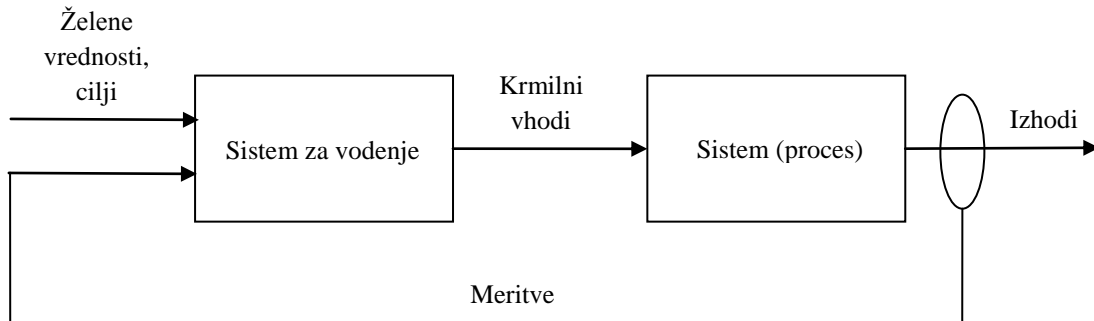 Želene
vrednosti,
cilji
Sistem za vodenje
Krmilni
vhodi
Sistem (proces)
Izhodi
Meritve